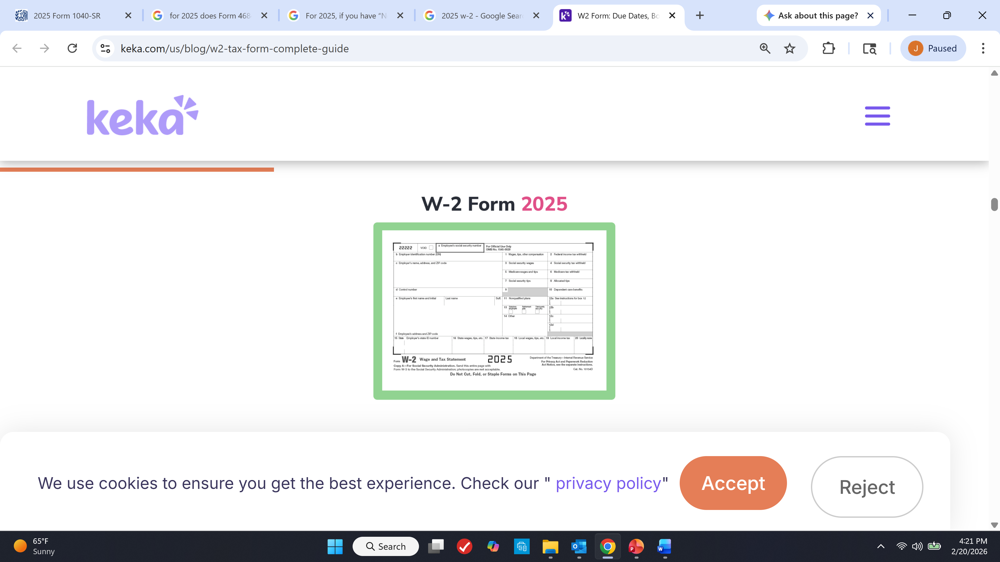 2025 Form 1040-SR
for 2025 does Form 468
For 2025, if you have “N
2025 w-2 - Google Sear
W2 Form: Due Dates, Bo
Ask about this page?
keka.com/us/blog/w2-tax-form-complete-guide
J Paused
keka
W-2 Form 2025
22222 VOID a Employee's social security number For Official Use Only
OMB No. 1545-0029
b Employer identification number (EIN) 1 Wages, tips, other compensation 2 Federal income tax withheld
c Employer's name, address, and ZIP code 3 Social security wages 4 Social security tax withheld
5 Medicare wages and tips 6 Medicare tax withheld
7 Social security tips 8 Allocated tips
d Control number 9 10 Dependent care benefits
e Employee's first name and initial Last name Suff. 11 Nonqualified plans 12a See instructions for box 12
13 Statutory employee Retirement plan Third-party sick pay 12b
14 Other 12c
12d
f Employee's address and ZIP code
15 State Employer's state ID number 16 State wages, tips, etc. 17 State income tax 18 Local wages, tips, etc. 19 Local income tax 20 Locality name
Form W-2 Wage and Tax Statement 2025 Department of the Treasury—Internal Revenue Service
For Privacy Act and Paperwork Reduction
Act Notice, see the separate instructions.
Copy A—For Social Security Administration. Send this entire page with
Form W-3 to the Social Security Administration; photocopies are not acceptable. Cat. No. 10134D
Do Not Cut, Fold, or Staple Forms on This Page
We use cookies to ensure you get the best experience. Check our " privacy policy"
Accept
Reject
65°F
Sunny
Search
4:21 PM
2/20/2026